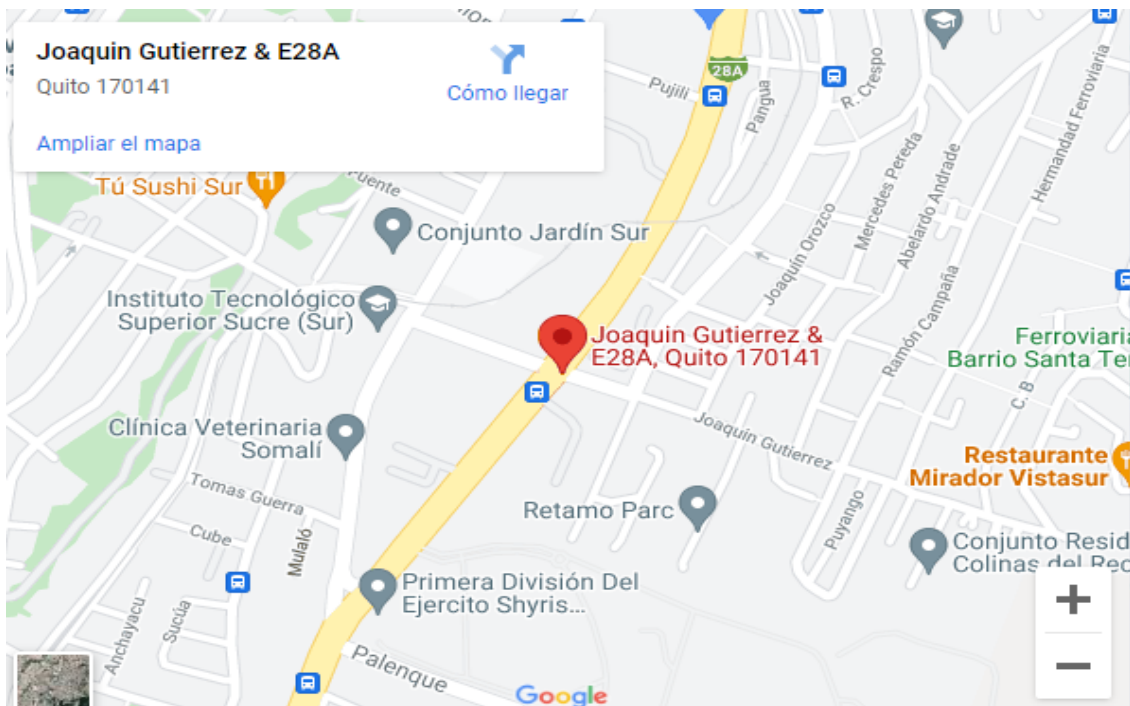 Joaquin Gutierrez & E28A
Quito 170141
Cómo llegar
Ampliar el mapa
28A
Pujilí
Pangua
R. Crespo
Hermandad Ferroviaria
Tú Sushi Sur
Puente
Conjunto Jardín Sur
Mercedes Pereda
Abelardo Andrade
Joaquín Orozco
Instituto Tecnológico
Superior Sucre (Sur)
Joaquin Gutierrez &
E28A, Quito 170141
Ramón Campaña
Ferroviaria
Barrio Santa Ter
C. B
Clínica Veterinaria
Somalí
Joaquín Gutierrez
Restaurante
Mirador Vistasur
Tomas Guerra
Retamo Parc
Cube
Mulaló
Puyango
Conjunto Resid
Colinas del Rec
Primera División Del
Ejercito Shyris...
Anchayacu
Sucúa
Palenque
Google
+
−